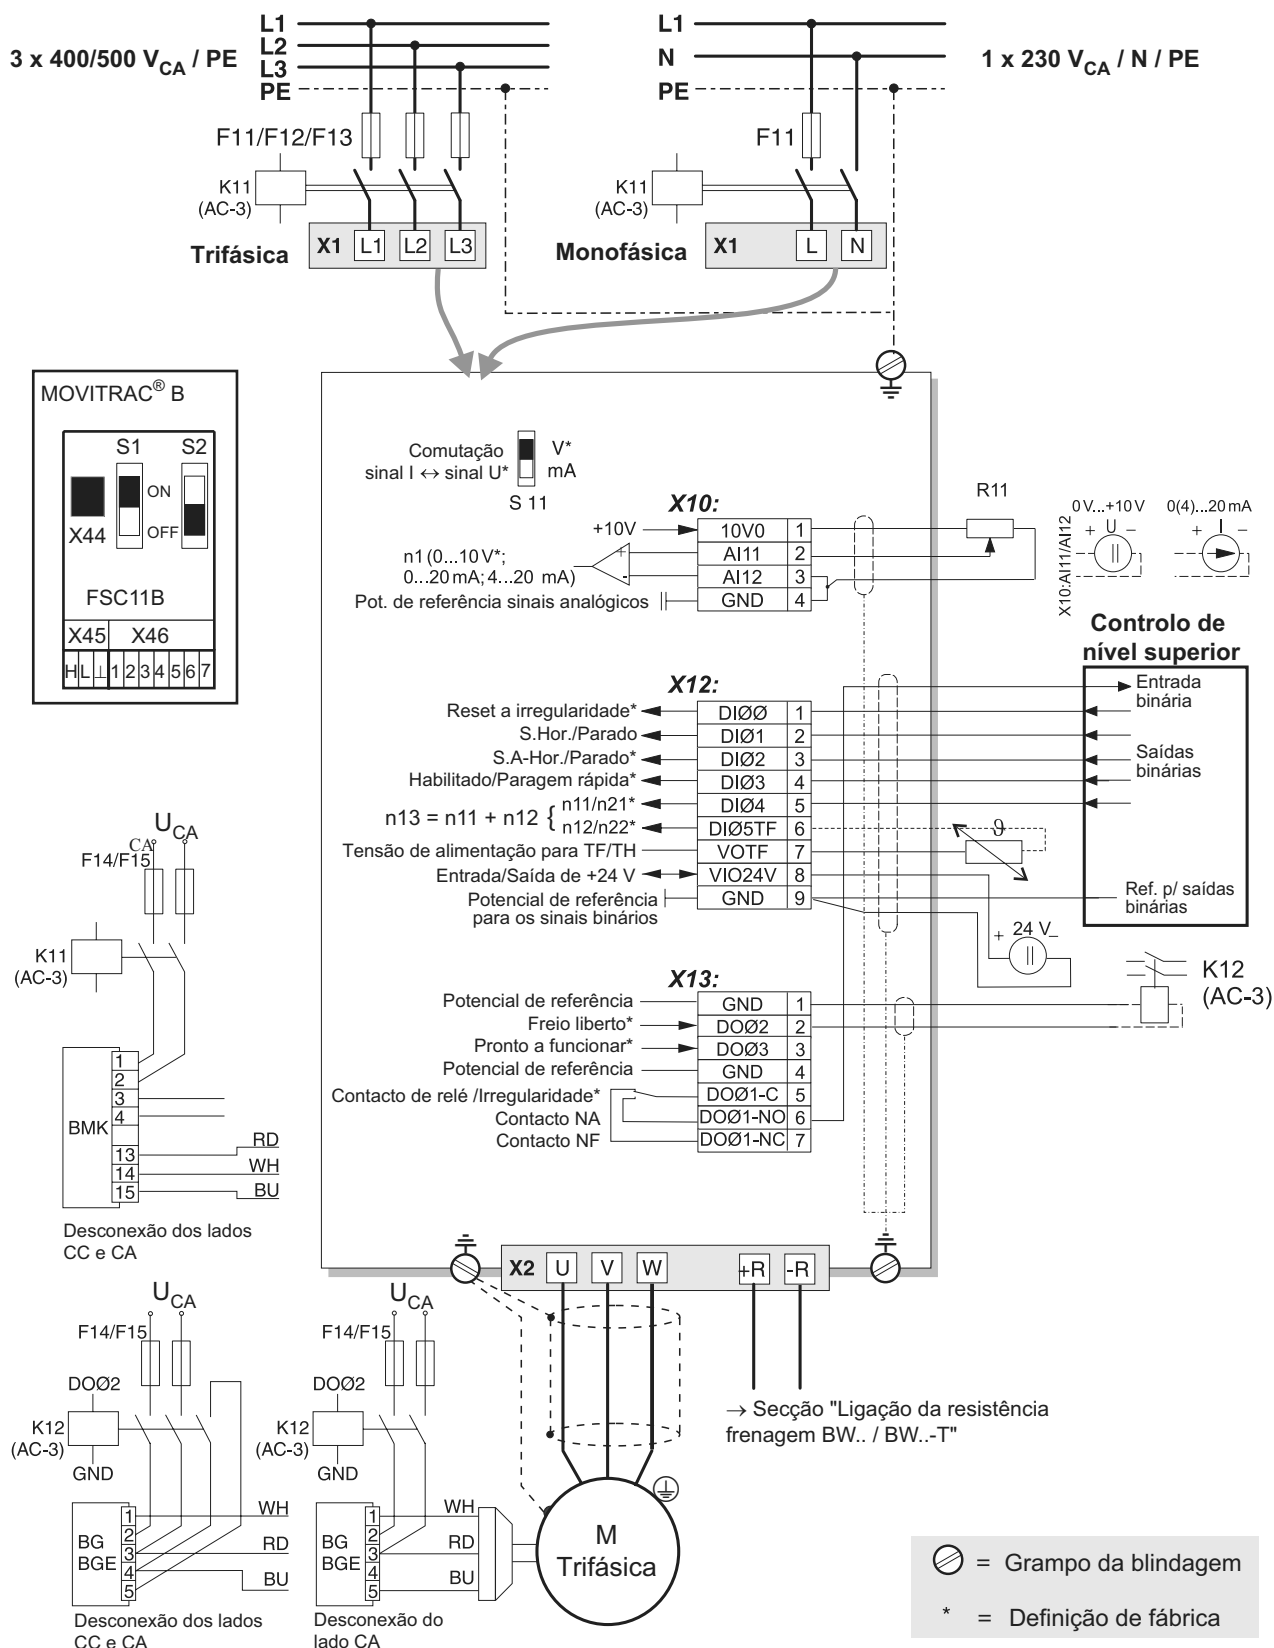 L1
L2
L3
PE
3 x 400/500 VCA / PE
L1
N
PE
1 x 230 VCA / N / PE
F11/F12/F13
K11
(AC-3)
Trifásica
X1 L1 L2 L3
F11
K11
(AC-3)
Monofásica
X1 L N
MOVITRAC® B
S1 S2
ON
OFF
X44
FSC11B
X45 X46
H L ⊥ 1 2 3 4 5 6 7
Comutação
sinal I ↔ sinal U*
V*
mA
S 11
X10:
+10V
10V0 1
n1 (0...10 V*;
0...20 mA; 4...20 mA)
+
-
AI11 2
AI12 3
Pot. de referência sinais analógicos
GND 4
R11
X10:AI11/AI12
0 V...+10 V
+ U -
0(4)...20 mA
+ I -
Controlo de
nível superior
Entrada
binária
Saídas
binárias
Ref. p/ saídas
binárias
X12:
Reset a irregularidade* DIØØ 1
S.Hor./Parado DIØ1 2
S.A-Hor./Parado* DIØ2 3
Habilitado/Paragem rápida* DIØ3 4
n13 = n11 + n12 {
n11/n21* DIØ4 5
n12/n22* DIØ5TF 6
Tensão de alimentação para TF/TH VOTF 7
Entrada/Saída de +24 V VIO24V 8
Potencial de referência
para os sinais binários
GND 9
ϑ
+ 24 V –
K12
(AC-3)
X13:
Potencial de referência GND 1
Freio liberto* DOØ2 2
Pronto a funcionar* DOØ3 3
Potencial de referência GND 4
Contacto de relé /Irregularidade* DOØ1-C 5
Contacto NA DOØ1-NO 6
Contacto NF DOØ1-NC 7
UCA
CA
F14/F15
K11
(AC-3)
BMK
1
2
3
4
13
14
15
RD
WH
BU
Desconexão dos lados
CC e CA
X2 U V W +R -R
→ Secção "Ligação da resistência
frenagem BW.. / BW..-T"
UCA
F14/F15
DOØ2
K12
(AC-3)
GND
BG
BGE
1
2
3
4
5
WH
RD
BU
Desconexão dos lados
CC e CA
UCA
F14/F15
DOØ2
K12
(AC-3)
GND
BG
BGE
1
2
3
4
5
WH
RD
BU
Desconexão do
lado CA
M
Trifásica
= Grampo da blindagem
* = Definição de fábrica